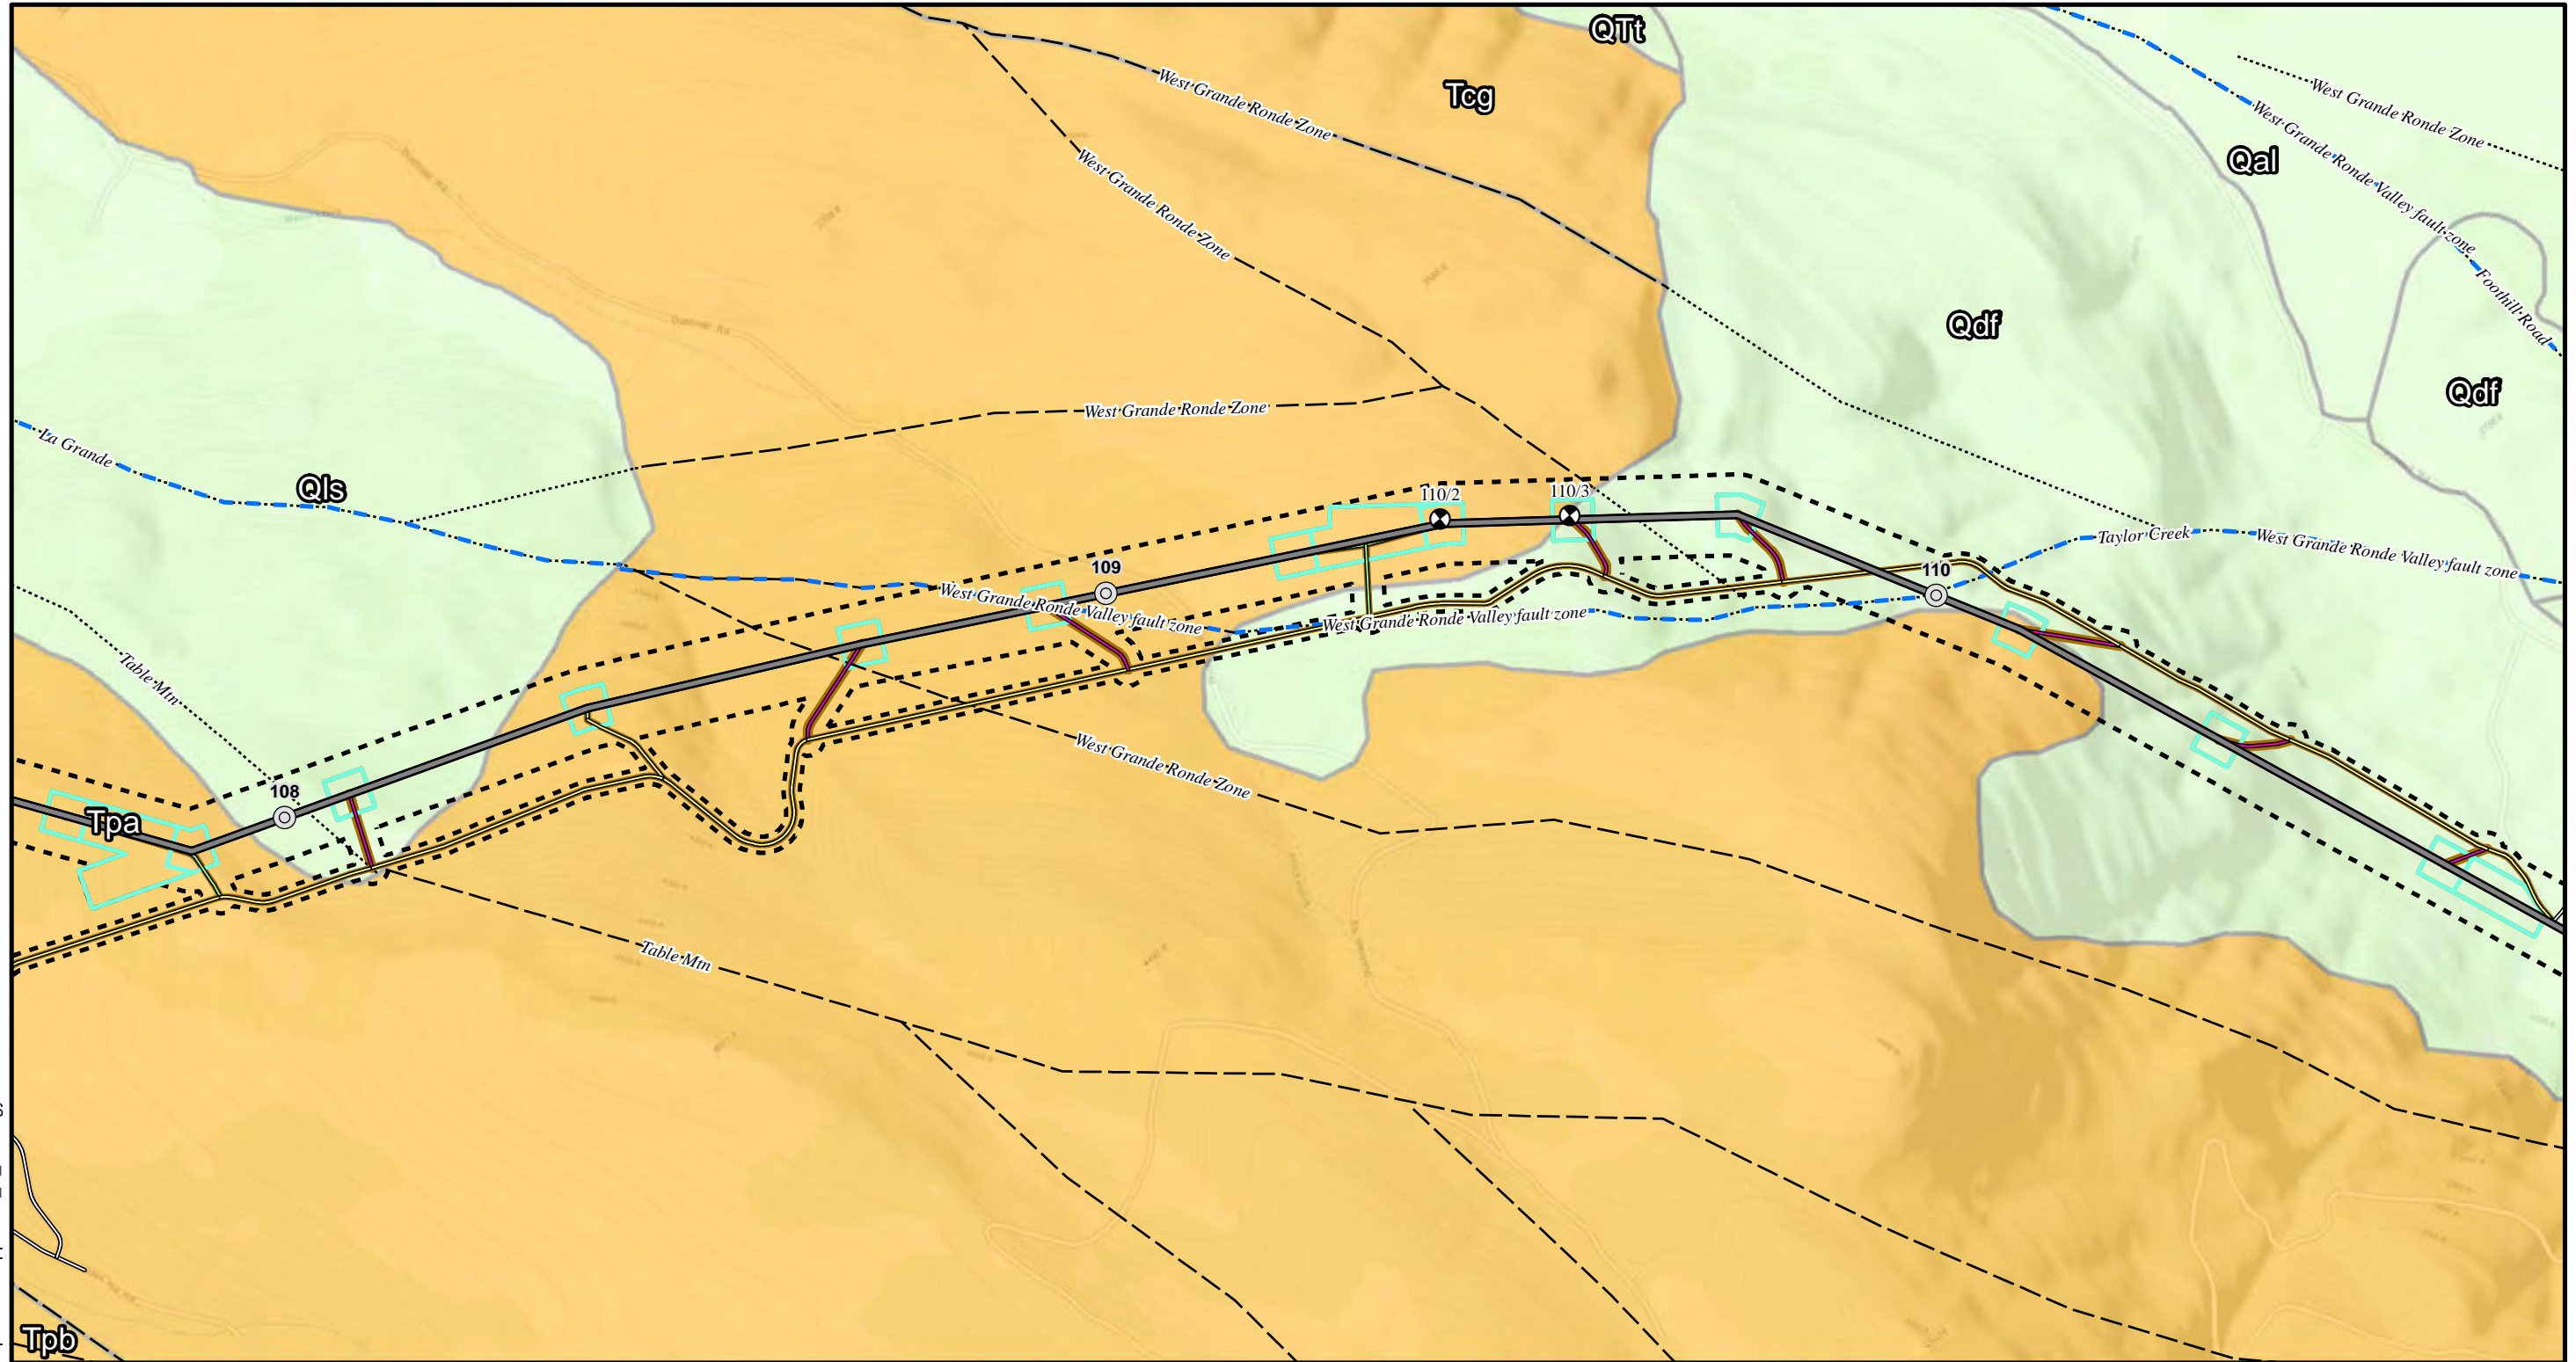 QTt
Tcg
West Grande Ronde Zone
West Grande Ronde Zone
West Grande Ronde Zone
West Grande Ronde Valley fault zone
Qal
Foothill Road
Qdf
Qdf
West Grande Ronde Zone
La Grande
Qls
110/2
110/3
Taylor Creek
West Grande Ronde Valley fault zone
109
110
West Grande Ronde Valley fault zone
West Grande Ronde Valley fault zone
Table Mtn
West Grande Ronde Zone
108
Tpa
Table Mtn
Tpb